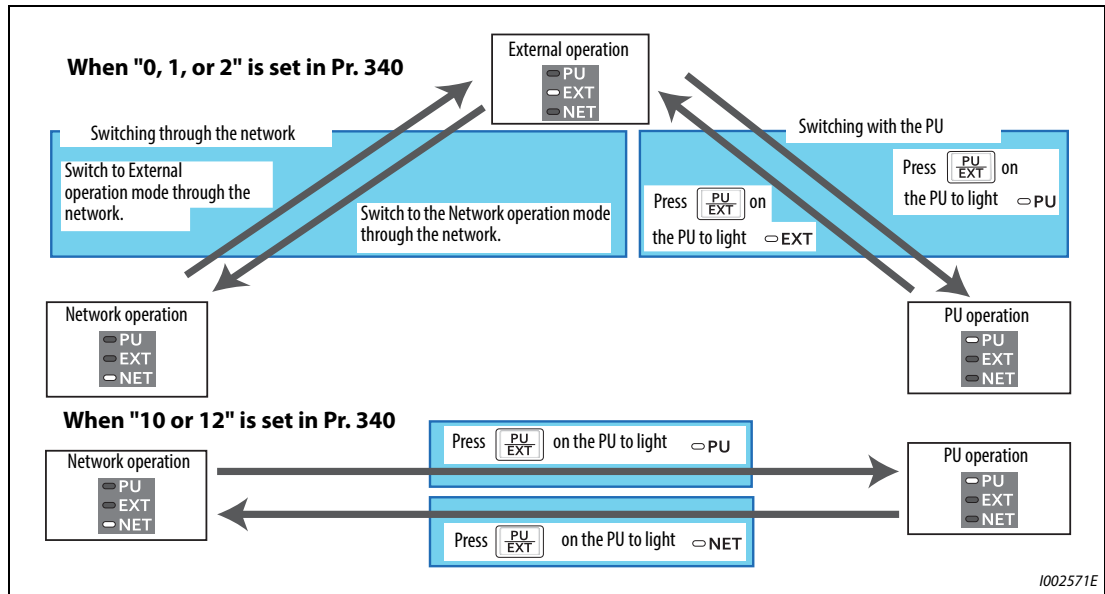 When "0, 1, or 2" is set in Pr. 340
External operation
PU
EXT
NET
Switching through the network
Switch to External
operation mode through the
network.
Switch to the Network operation mode
through the network.
Switching with the PU
Press PU/EXT on
the PU to light PU
Press PU/EXT on
the PU to light EXT
Network operation
PU
EXT
NET
PU operation
PU
EXT
NET
When "10 or 12" is set in Pr. 340
Network operation
PU
EXT
NET
Press PU/EXT on the PU to light PU
Press PU/EXT on the PU to light NET
PU operation
PU
EXT
NET
I002571E